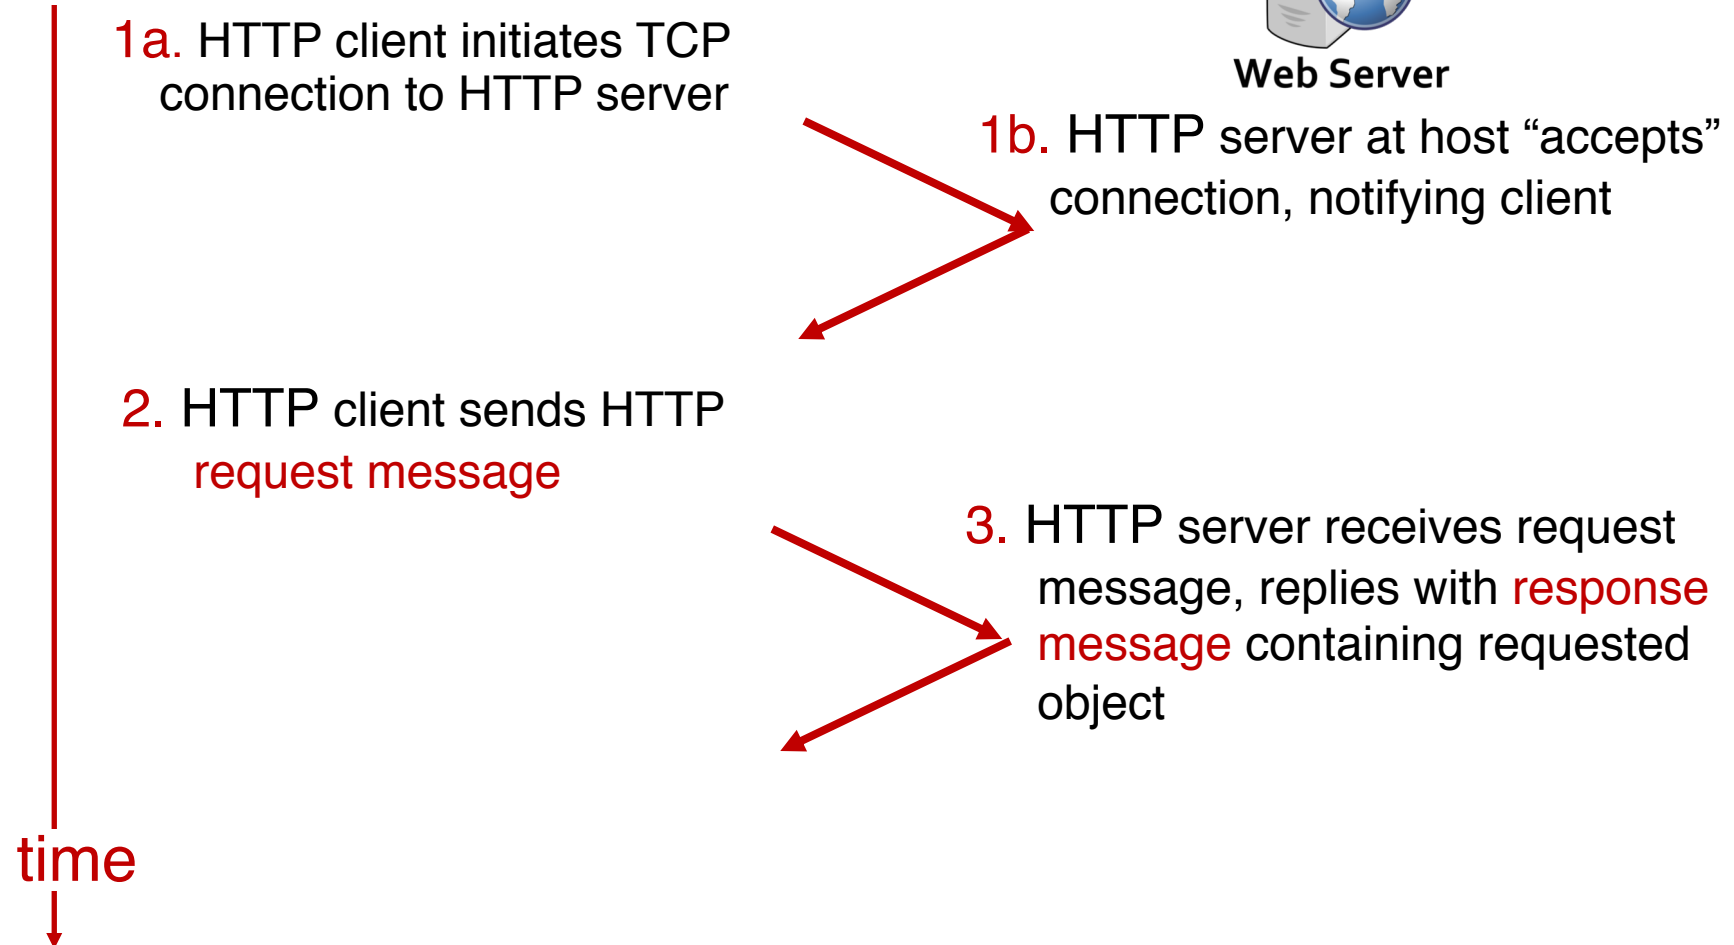 1a. HTTP client initiates TCP
connection to HTTP server
Web Server
1b. HTTP server at host “accepts”
connection, notifying client
2. HTTP client sends HTTP
request message
3. HTTP server receives request
message, replies with response
message containing requested
object
time